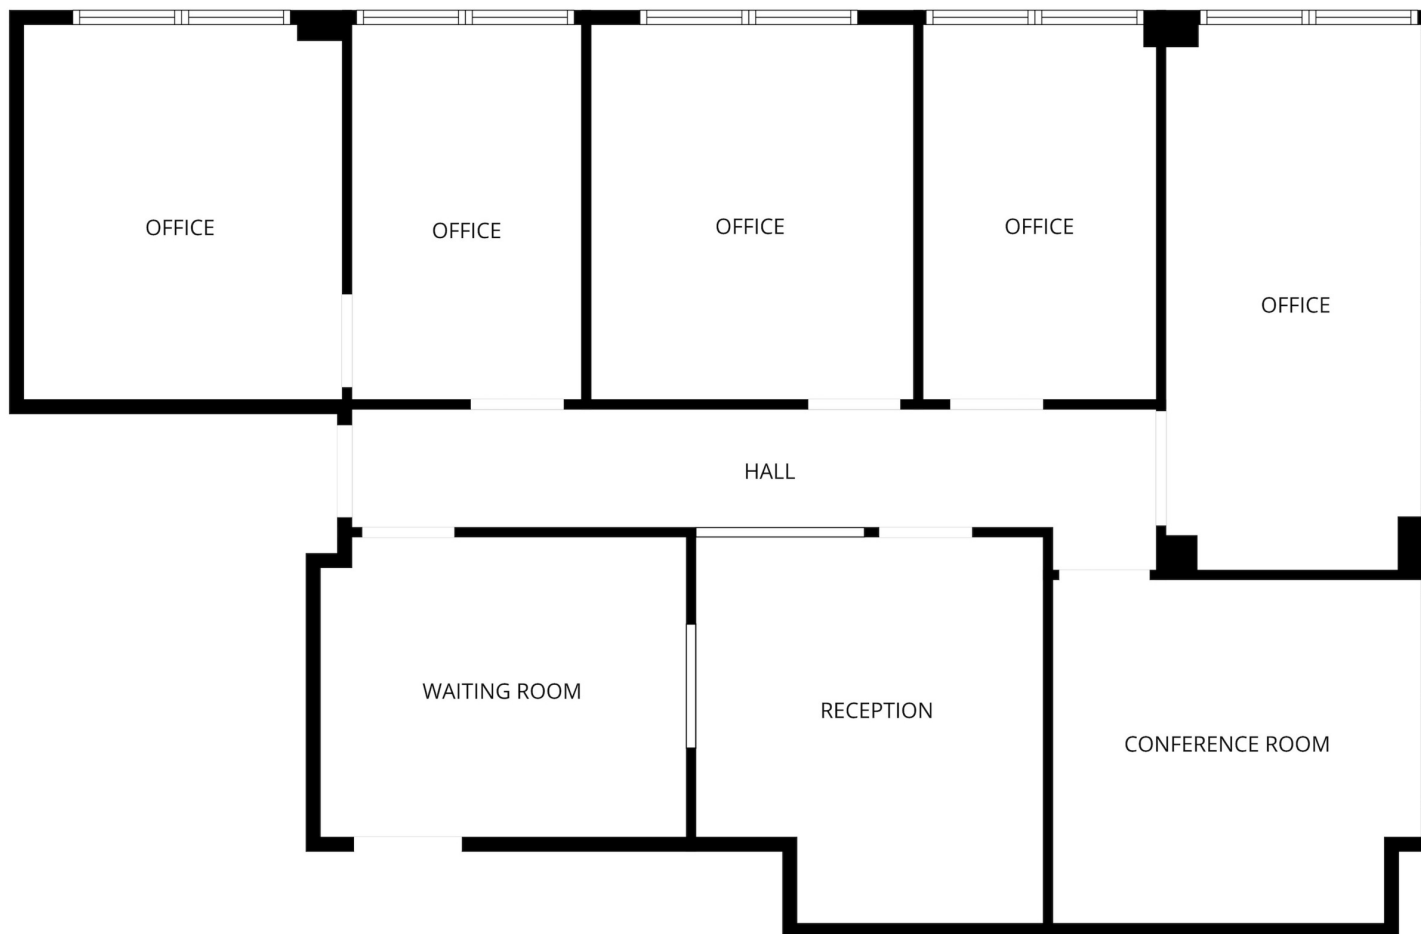 OFFICE
OFFICE
OFFICE
OFFICE
OFFICE
HALL
WAITING ROOM
RECEPTION
CONFERENCE ROOM